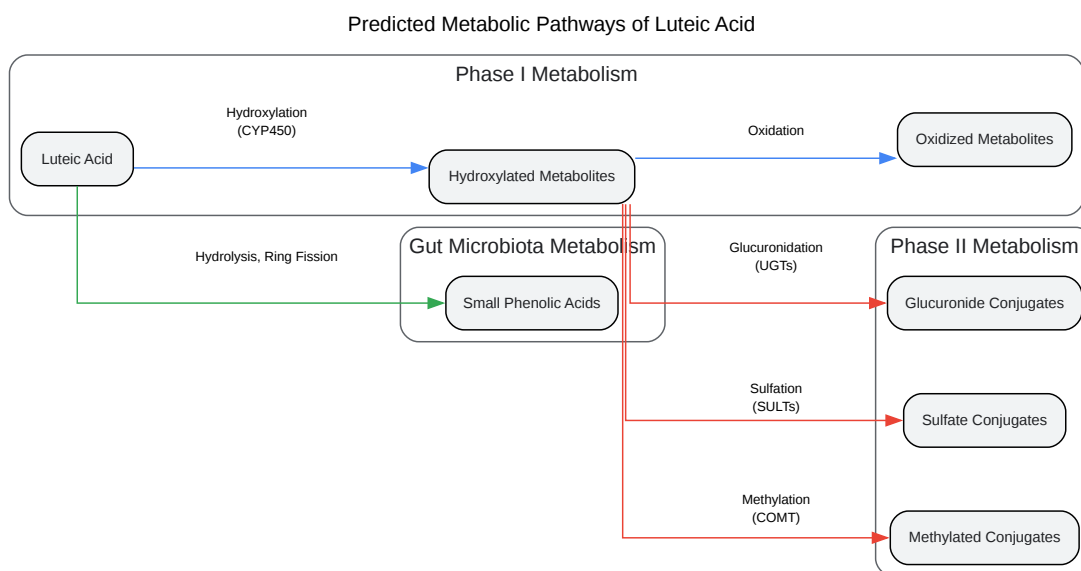 Predicted Metabolic Pathways of Luteic Acid
Phase I Metabolism
Hydroxylation
(CYP450)
Oxidation
Luteic Acid
Hydroxylated Metabolites
Oxidized Metabolites
Gut Microbiota Metabolism
Phase II Metabolism
Hydrolysis, Ring Fission
Glucuronidation
(UGTs)
Small Phenolic Acids
Glucuronide Conjugates
Sulfation
(SULTs)
Sulfate Conjugates
Methylation
(COMT)
Methylated Conjugates